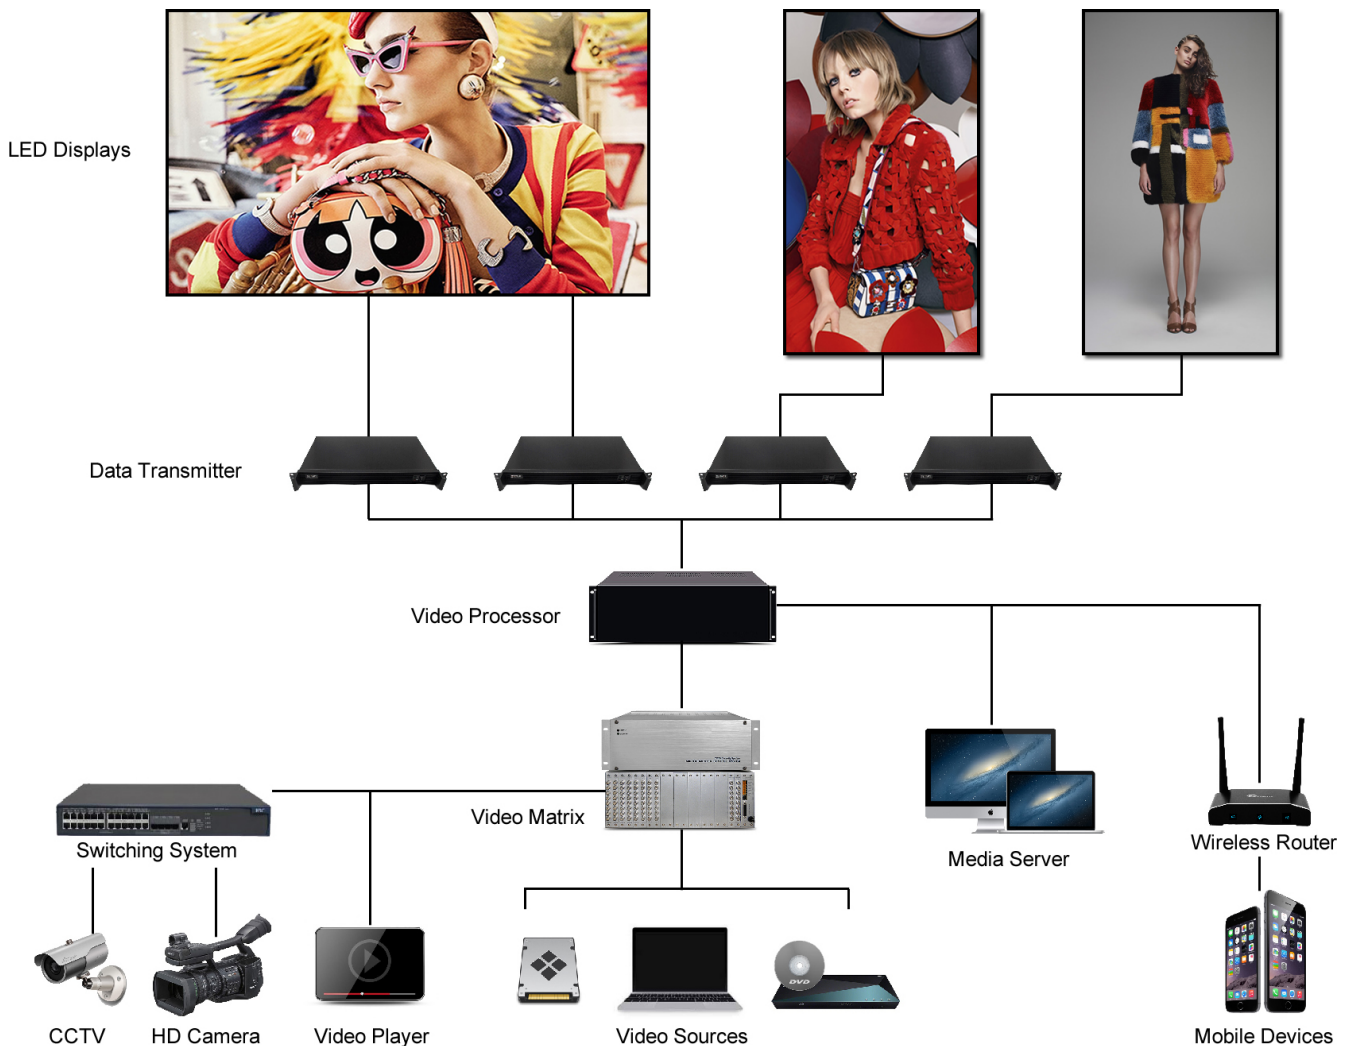 LED Displays
Data Transmitter
Video Processor
Video Matrix
Switching System
Media Server
Wireless Router
DVD
CCTV
HD Camera
Video Player
Video Sources
Mobile Devices